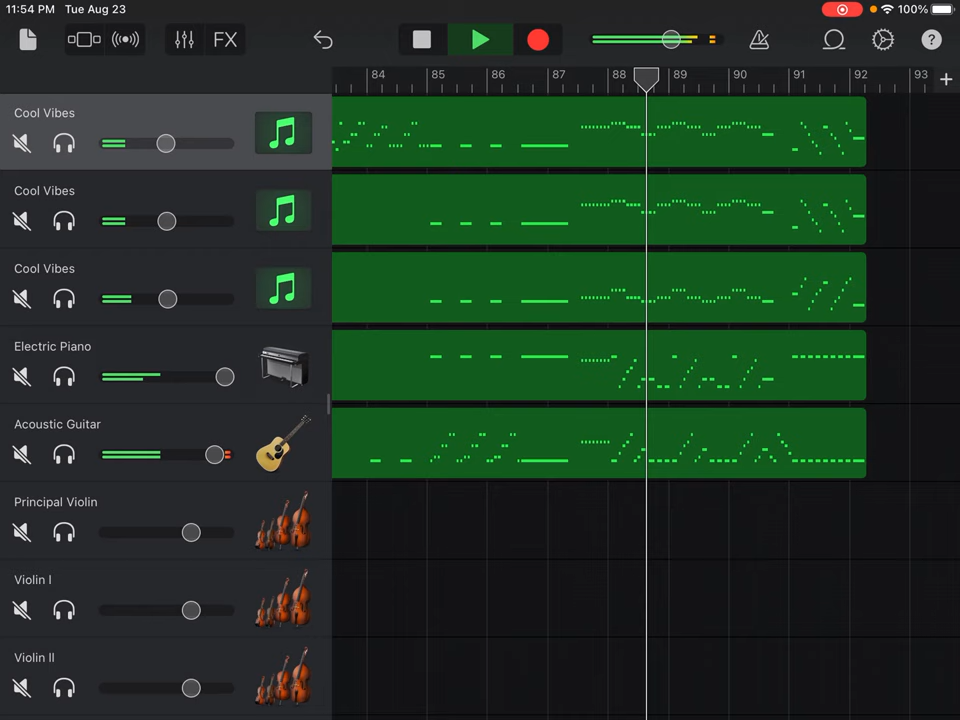 11:54 PM Tue Aug 23
100%
FX
?
84 85 86 87 88 89 90 91 92 93 +
Cool Vibes
Cool Vibes
Cool Vibes
Electric Piano
Acoustic Guitar
Principal Violin
Violin I
Violin II